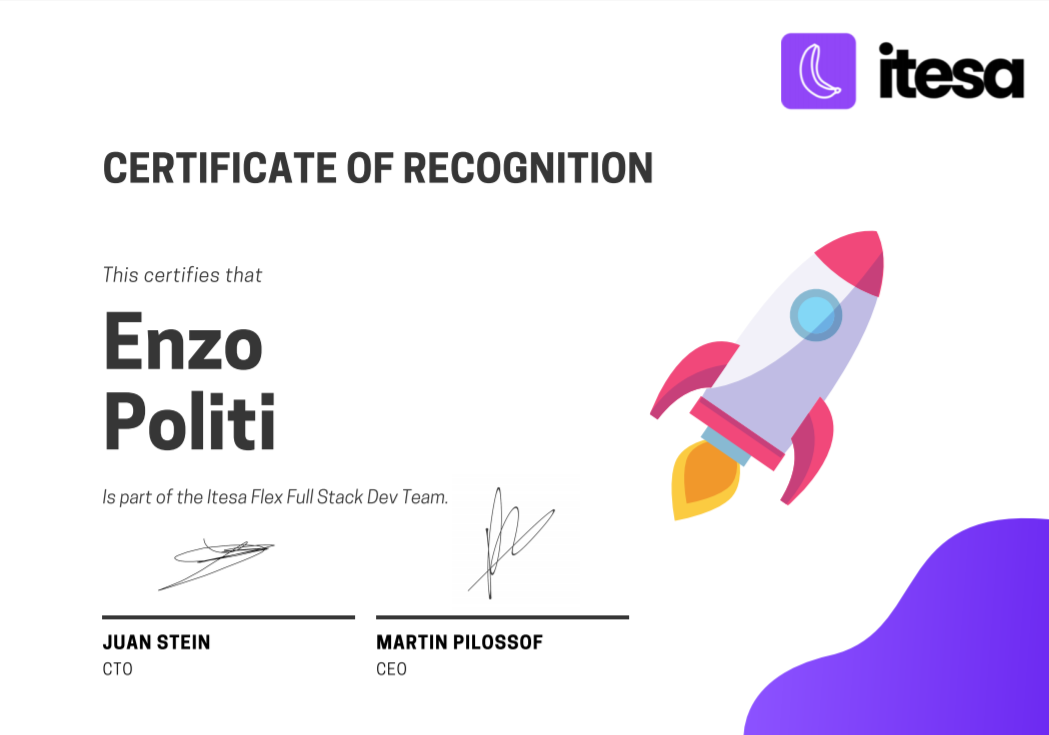 itesa
CERTIFICATE OF RECOGNITION
This certifies that
Enzo
Politi
Is part of the Itesa Flex Full Stack Dev Team.
JUAN STEIN
CTO
MARTIN PILOSSOF
CEO